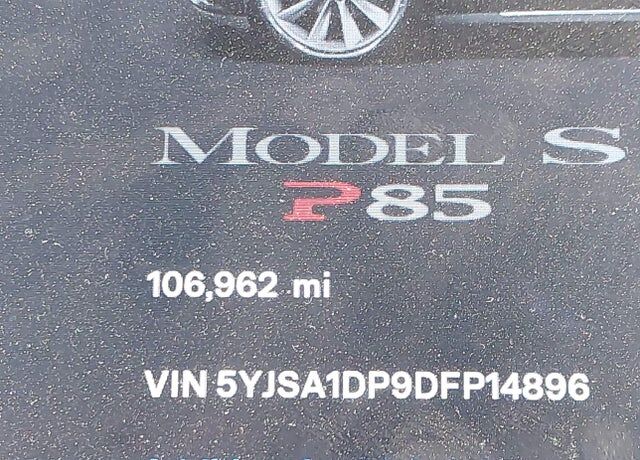 MODEL S
P85
106,962 mi
VIN 5YJSA1DP9DFP14896